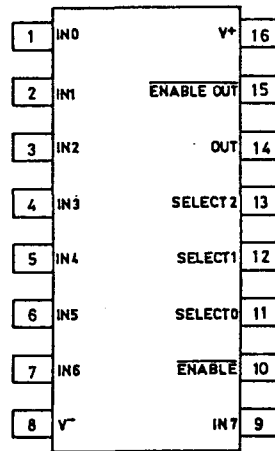 1 IN0 V+ 16
2 IN1 ENABLE OUT 15
3 IN2 OUT 14
4 IN3 SELECT2 13
5 IN4 SELECT1 12
6 IN5 SELECT0 11
7 IN6 ENABLE 10
8 V- IN7 9